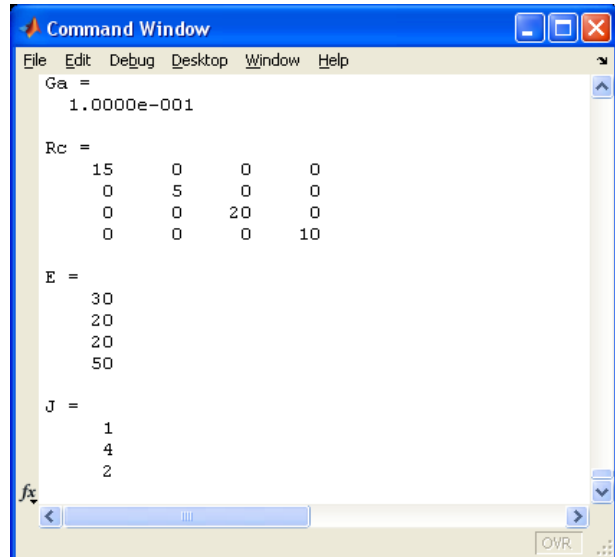 Command Window
File Edit Debug Desktop Window Help
Ga =
1.0000e-001
Rc =
15 0 0 0
0 5 0 0
0 0 20 0
0 0 0 10
E =
30
20
20
50
J =
1
4
2
fx
OVR